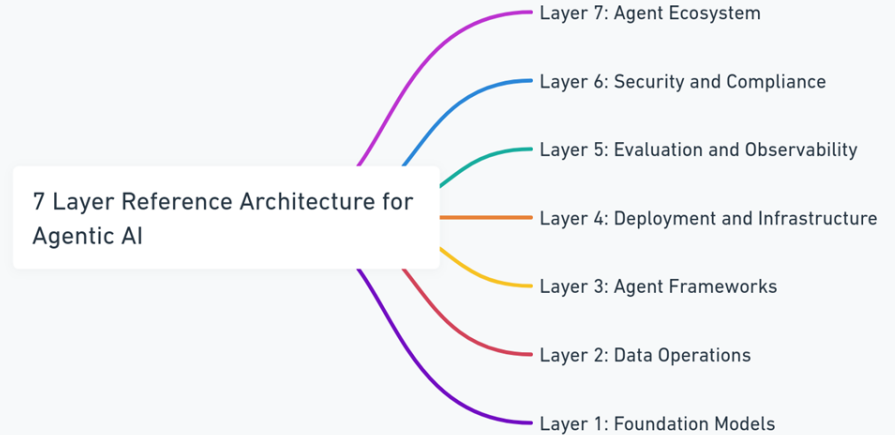 Layer 7: Agent Ecosystem
Layer 6: Security and Compliance
Layer 5: Evaluation and Observability
7 Layer Reference Architecture for
Agentic AI
Layer 4: Deployment and Infrastructure
Layer 3: Agent Frameworks
Layer 2: Data Operations
Layer 1: Foundation Models